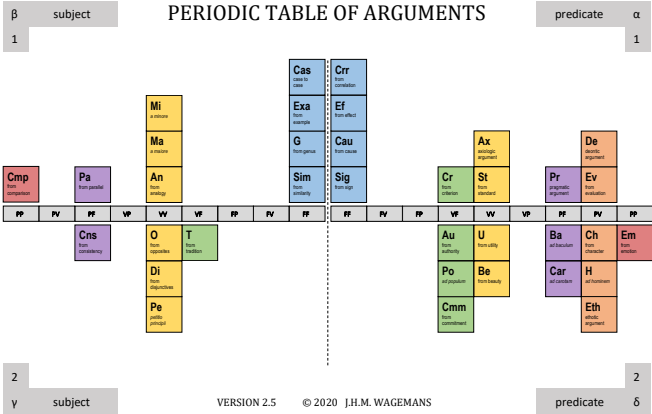 β subject PERIODIC TABLE OF ARGUMENTS predicate α
1 1
Cas
case to
case
Crr
from
correlation
Mi
a minore
Exa
from
example
Ef
from effect
Ma
a maiore
G
from genus
Cau
from cause
Ax
axiologic
argument
De
deontic
argument
Cmp
from
comparison
Pa
from parallel
An
from
analogy
Sim
from
similarity
Sig
from sign
Cr
from
criterion
St
from
standard
Pr
pragmatic
argument
Ev
from
evaluation
PP PV PF VP VV VF FP FV FF FF FV FP VF VV VP PF PV PP
Cns
from
consistency
O
from
opposites
T
from
tradition
Au
from
authority
U
from utility
Ba
ad baculum
Ch
from
character
Em
from
emotion
Di
from
disjunctives
Po
ad populum
Be
from beauty
Car
ad carotam
H
ad hominem
Pe
petitio
principii
Cmm
from
commitment
Eth
ethotic
argument
2 2
γ subject VERSION 2.5 © 2020 J.H.M. WAGEMANS predicate δ